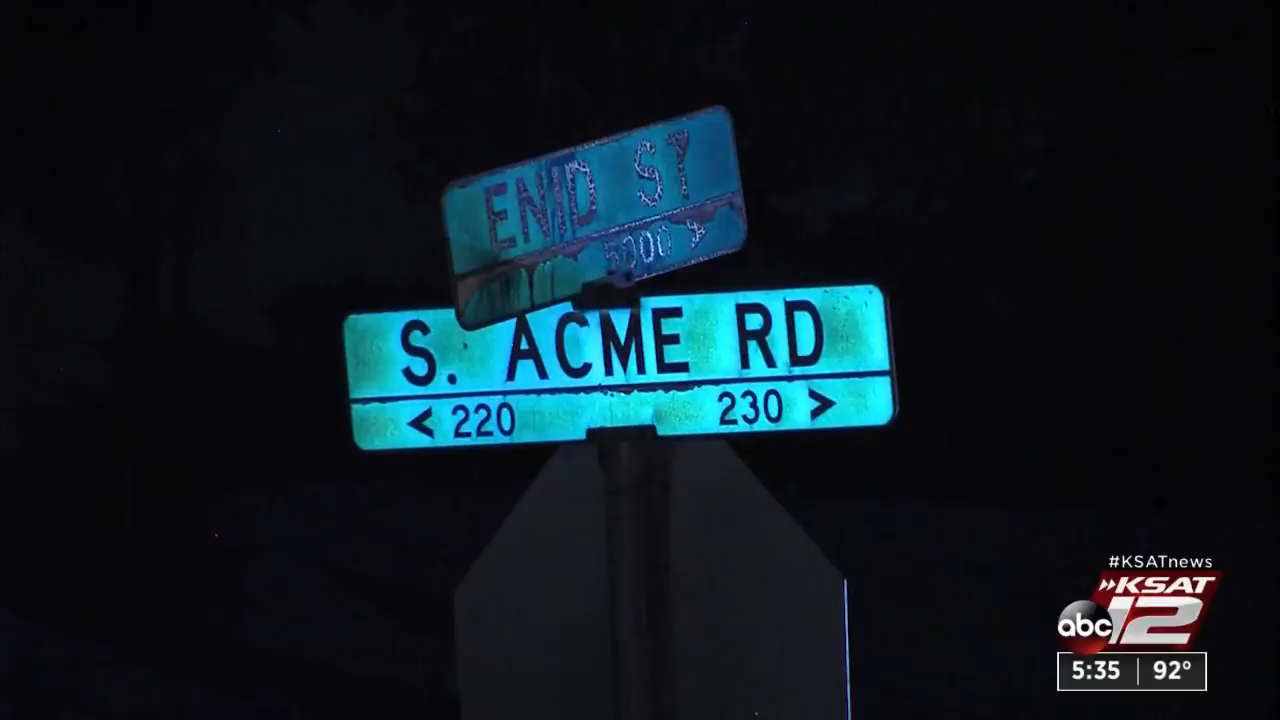 ENID ST
5000 >
S. ACME RD
< 220 230 >
#KSATnews
KSAT
abc 12
5:35 92°